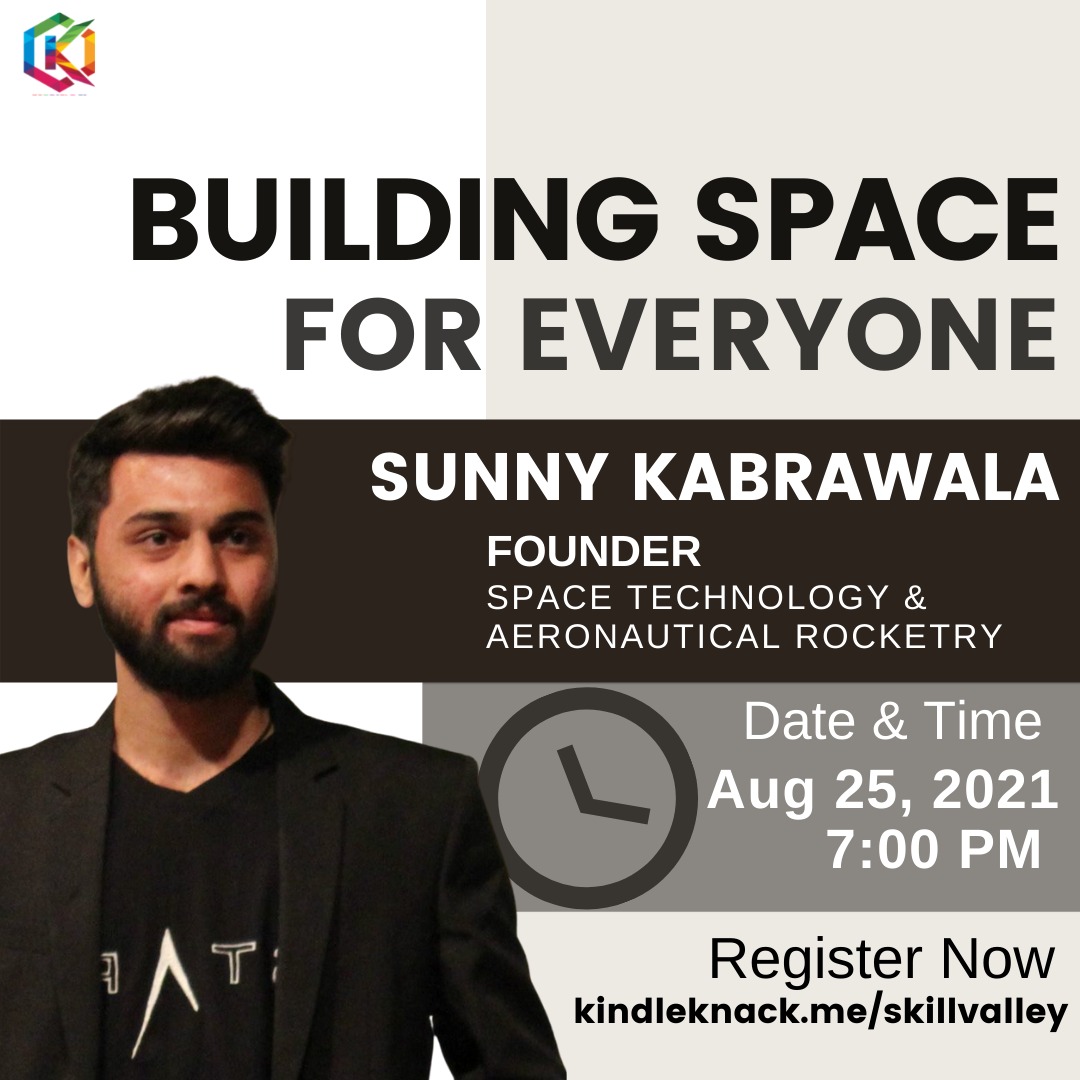 BUILDING SPACE
FOR EVERYONE
SUNNY KABRAWALA
FOUNDER
SPACE TECHNOLOGY &
AERONAUTICAL ROCKETRY
Date & Time
Aug 25, 2021
7:00 PM
Register Now
kindleknack.me/skillvalley